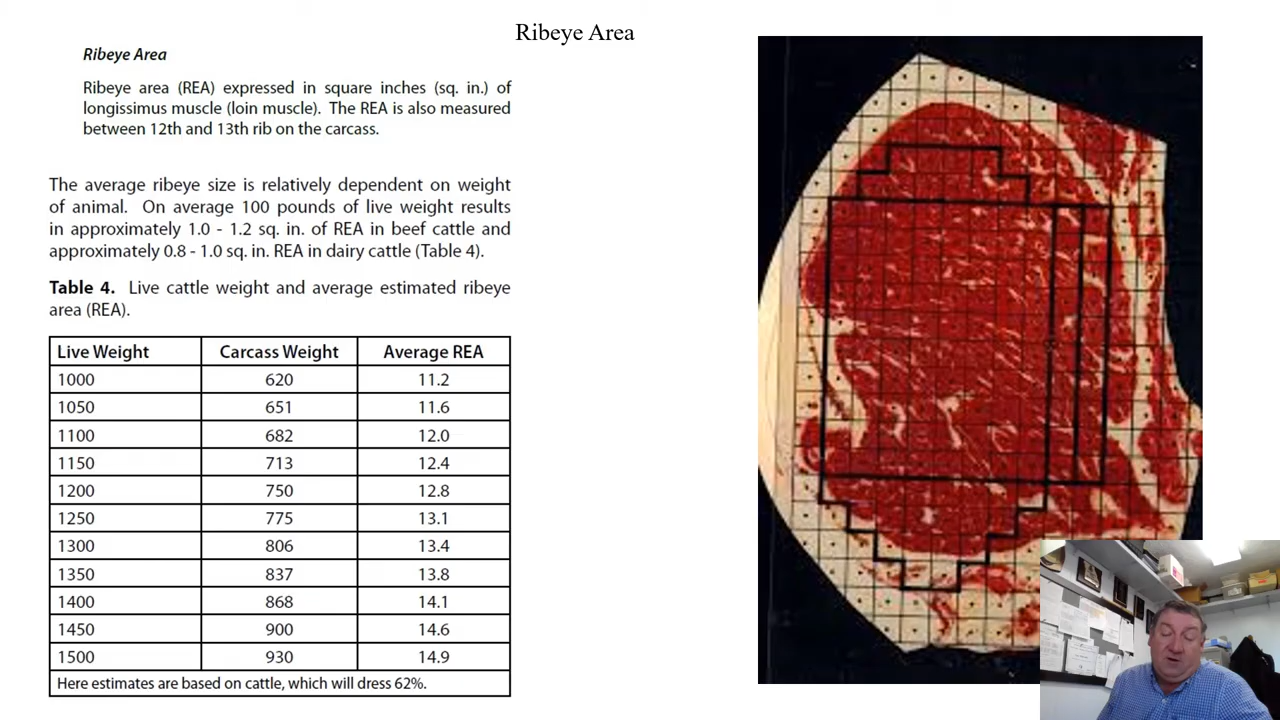 Ribeye Area
Ribeye Area
Ribeye area (REA) expressed in square inches (sq. in.) of
longissimus muscle (loin muscle). The REA is also measured
between 12th and 13th rib on the carcass.
The average ribeye size is relatively dependent on weight
of animal. On average 100 pounds of live weight results
in approximately 1.0 - 1.2 sq. in. of REA in beef cattle and
approximately 0.8 - 1.0 sq. in. REA in dairy cattle (Table 4).
Table 4. Live cattle weight and average estimated ribeye
area (REA).
Live Weight Carcass Weight Average REA
1000 620 11.2
1050 651 11.6
1100 682 12.0
1150 713 12.4
1200 750 12.8
1250 775 13.1
1300 806 13.4
1350 837 13.8
1400 868 14.1
1450 900 14.6
1500 930 14.9
Here estimates are based on cattle, which will dress 62%.